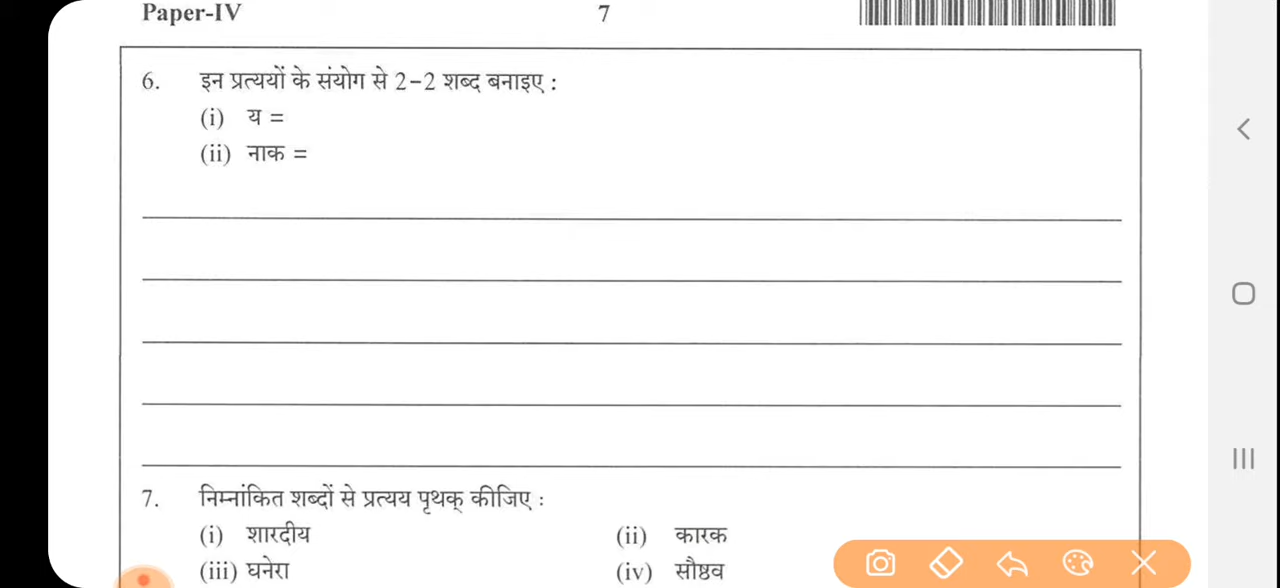 Paper-IV 7
6. इन प्रत्ययों के संयोग से 2-2 शब्द बनाइए :
(i) य =
(ii) नाक =
7. निम्नांकित शब्दों से प्रत्यय पृथक् कीजिए :
(i) शारदीय (ii) कारक
(iii) घनेरा (iv) सौष्ठव